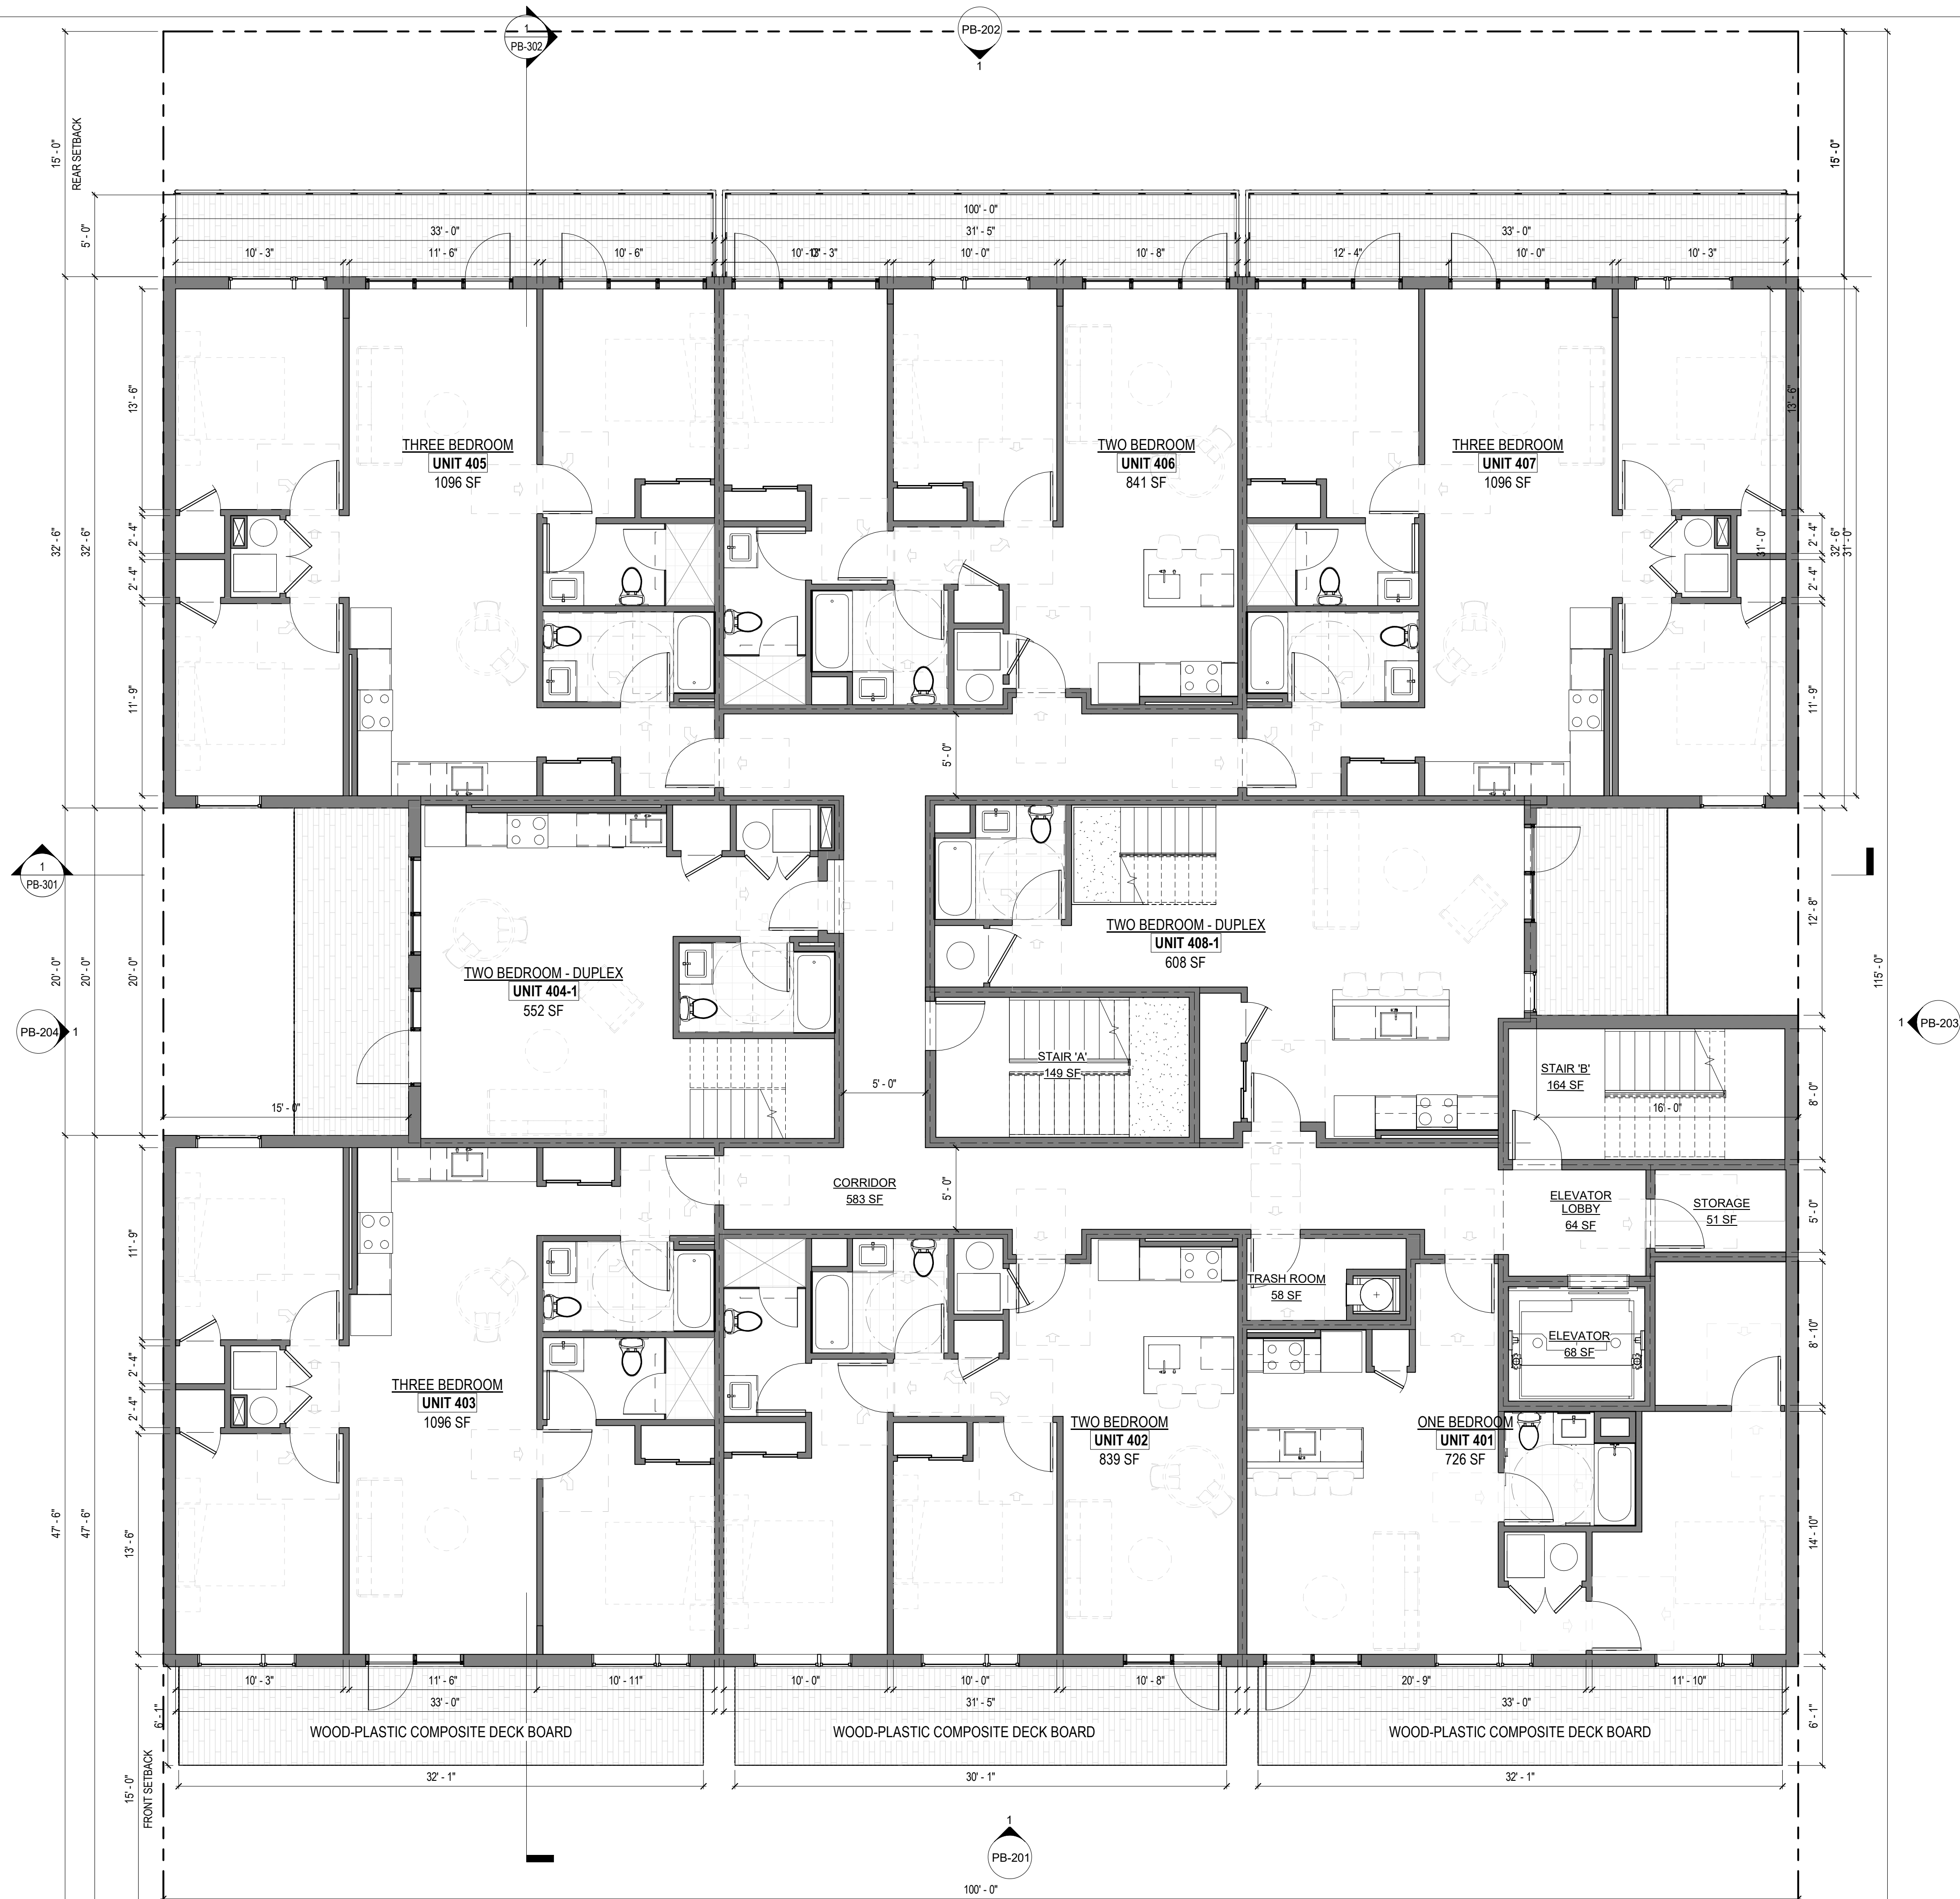 1
PB-302
PB-202
1
15' - 0"
REAR SETBACK
15' - 0"
5' - 0"
100' - 0"
33' - 0"
31' - 5"
33' - 0"
10' - 3"
11' - 6"
10' - 6"
10' - 0"
10' - 8"
12' - 4"
10' - 0"
10' - 3"
32' - 6"
32' - 6"
13' - 6"
2' - 4"
2' - 4"
11' - 9"
THREE BEDROOM
UNIT 405
1096 SF
TWO BEDROOM
UNIT 406
841 SF
THREE BEDROOM
UNIT 407
1096 SF
13' - 6"
31' - 0"
2' - 4"
2' - 4"
32' - 6"
31' - 0"
11' - 9"
5' - 0"
1
PB-301
20' - 0"
20' - 0"
20' - 0"
PB-204
1
TWO BEDROOM - DUPLEX
UNIT 404-1
552 SF
15' - 0"
5' - 0"
TWO BEDROOM - DUPLEX
UNIT 408-1
608 SF
STAIR 'A'
149 SF
STAIR 'B'
164 SF
16' - 0"
12' - 8"
8' - 0"
115' - 0"
1
PB-203
CORRIDOR
583 SF
5' - 0"
ELEVATOR
LOBBY
64 SF
STORAGE
51 SF
5' - 0"
TRASH ROOM
58 SF
ELEVATOR
68 SF
8' - 10"
11' - 9"
2' - 4"
2' - 4"
13' - 6"
47' - 6"
47' - 6"
THREE BEDROOM
UNIT 403
1096 SF
TWO BEDROOM
UNIT 402
839 SF
ONE BEDROOM
UNIT 401
726 SF
14' - 10"
10' - 3"
11' - 6"
10' - 11"
10' - 0"
10' - 0"
10' - 8"
20' - 9"
11' - 10"
33' - 0"
31' - 5"
33' - 0"
6' - 1"
6' - 1"
WOOD-PLASTIC COMPOSITE DECK BOARD
WOOD-PLASTIC COMPOSITE DECK BOARD
WOOD-PLASTIC COMPOSITE DECK BOARD
32' - 1"
30' - 1"
32' - 1"
15' - 0"
FRONT SETBACK
1
PB-201
100' - 0"